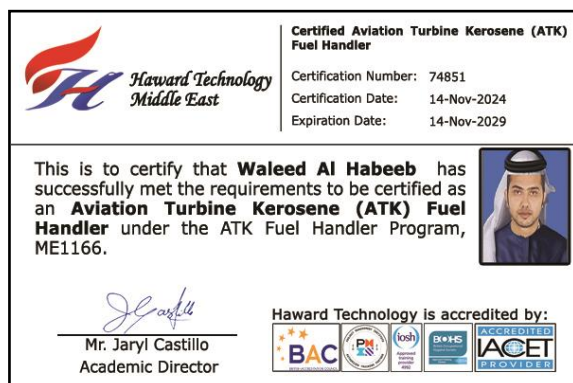 Haward Technology
Middle East
Certified Aviation Turbine Kerosene (ATK)
Fuel Handler
Certification Number: 74851
Certification Date: 14-Nov-2024
Expiration Date: 14-Nov-2029
This is to certify that Waleed Al Habeeb has
successfully met the requirements to be certified as
an Aviation Turbine Kerosene (ATK) Fuel
Handler under the ATK Fuel Handler Program,
ME1166.
Mr. Jaryl Castillo
Academic Director
Haward Technology is accredited by:
BAC
iosh
Approved
training
provider
BOHS
ACCREDITED
IACET
PROVIDER